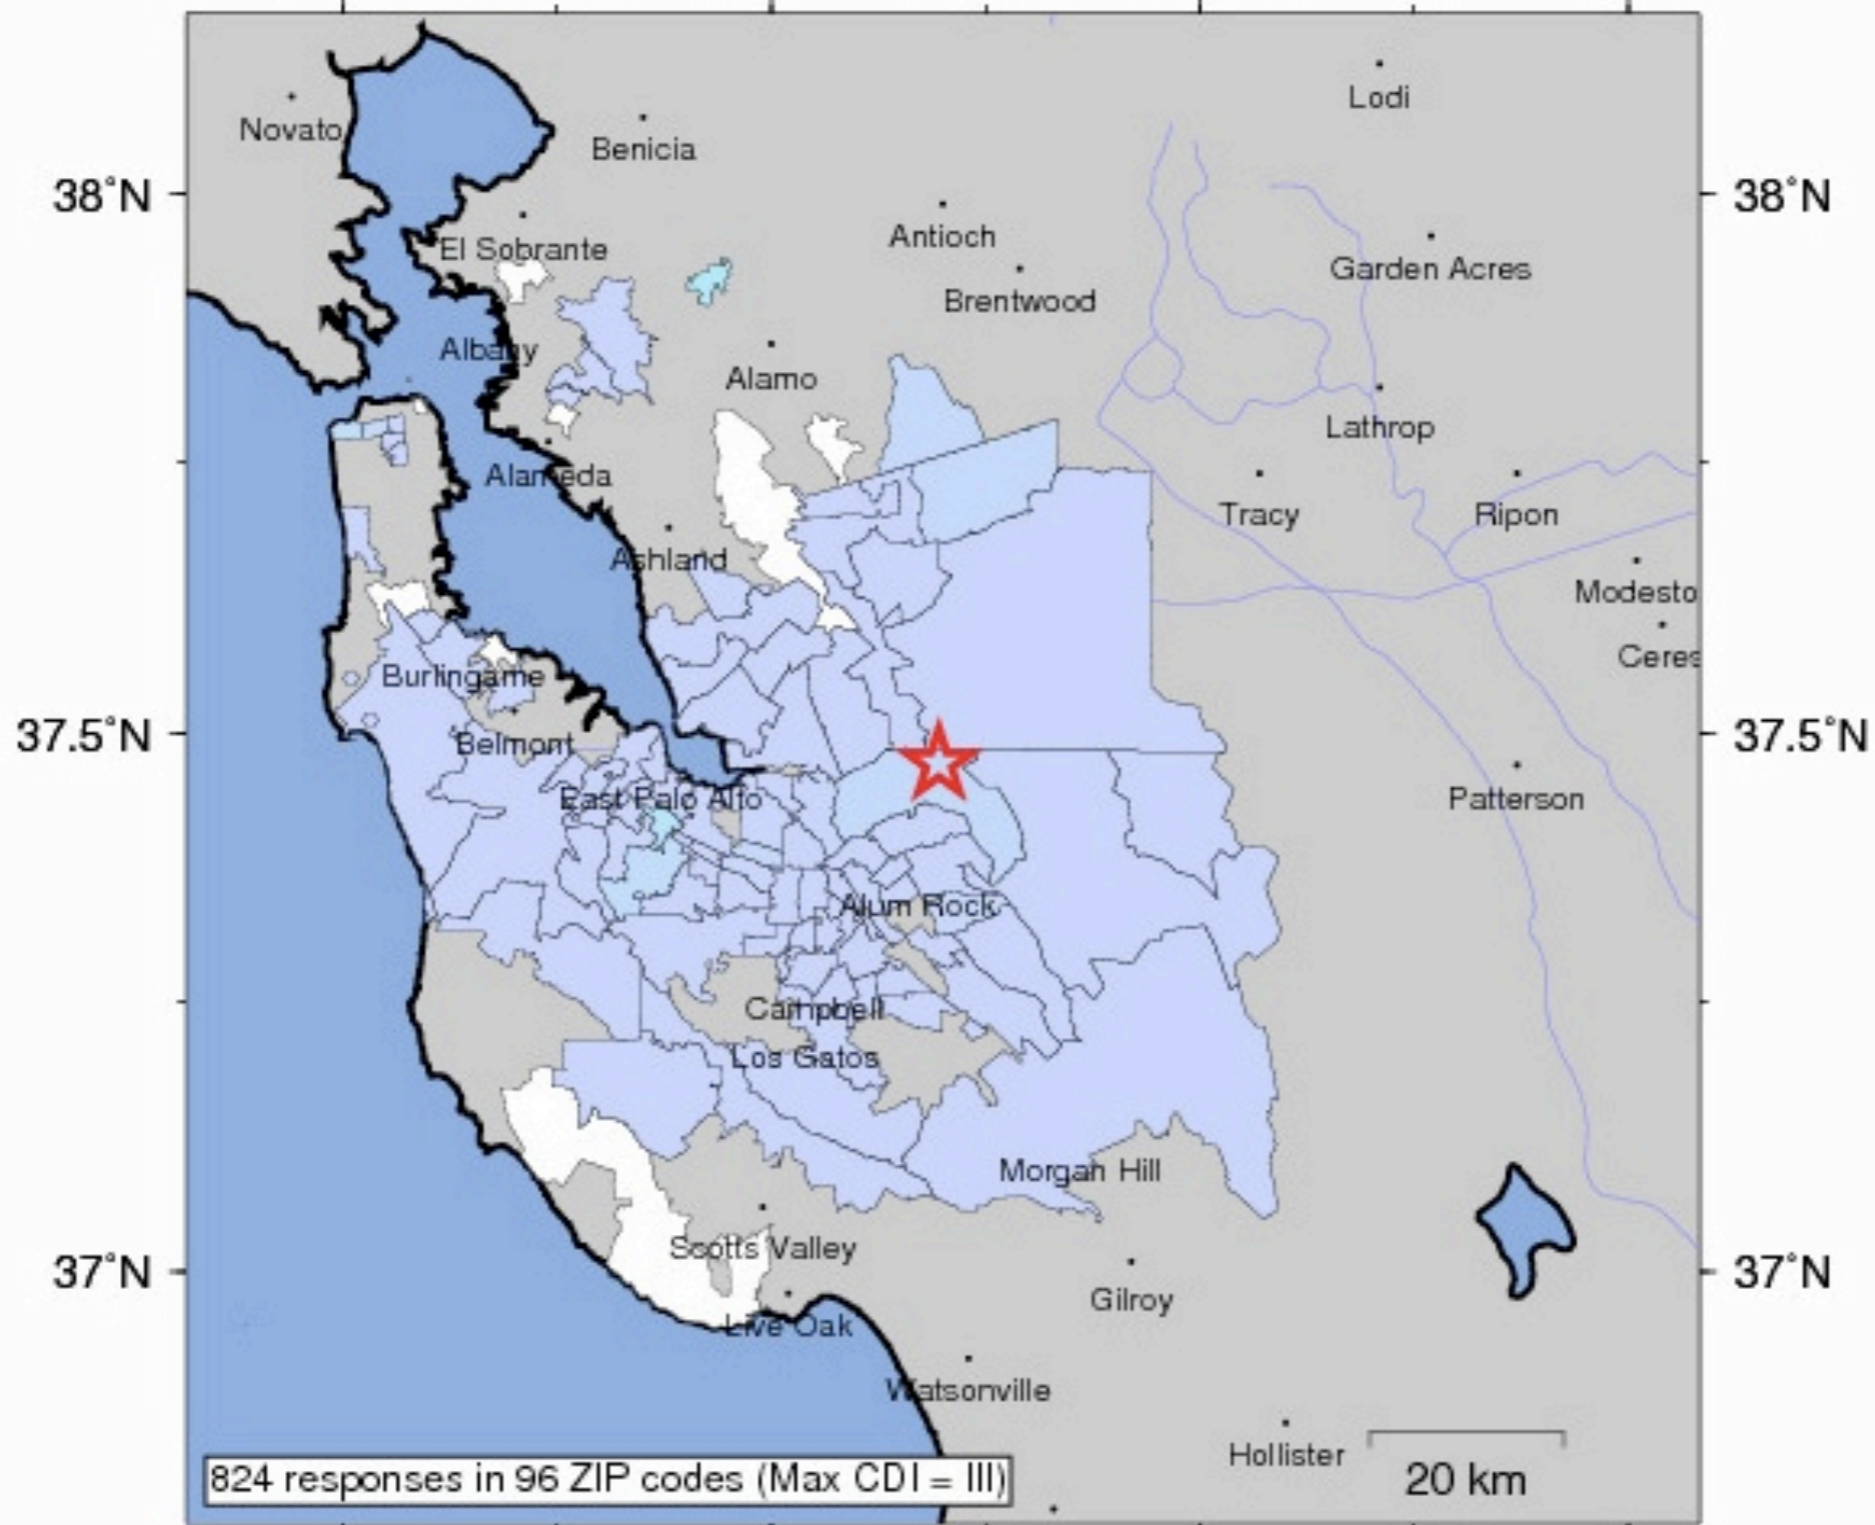 Lodi
Novato
Benicia
38°N
38°N
Antioch
El Sobrante
Garden Acres
Brentwood
Albany
Alamo
Lathrop
Alameda
Tracy
Ripon
Ashland
Modesto
Ceres
Burlingame
37.5°N
37.5°N
Belmont
East Palo Alto
Patterson
Alum Rock
Campbell
Los Gatos
Morgan Hill
Scotts Valley
37°N
37°N
Gilroy
Live Oak
Watsonville
Hollister
824 responses in 96 ZIP codes (Max CDI = III)
20 km